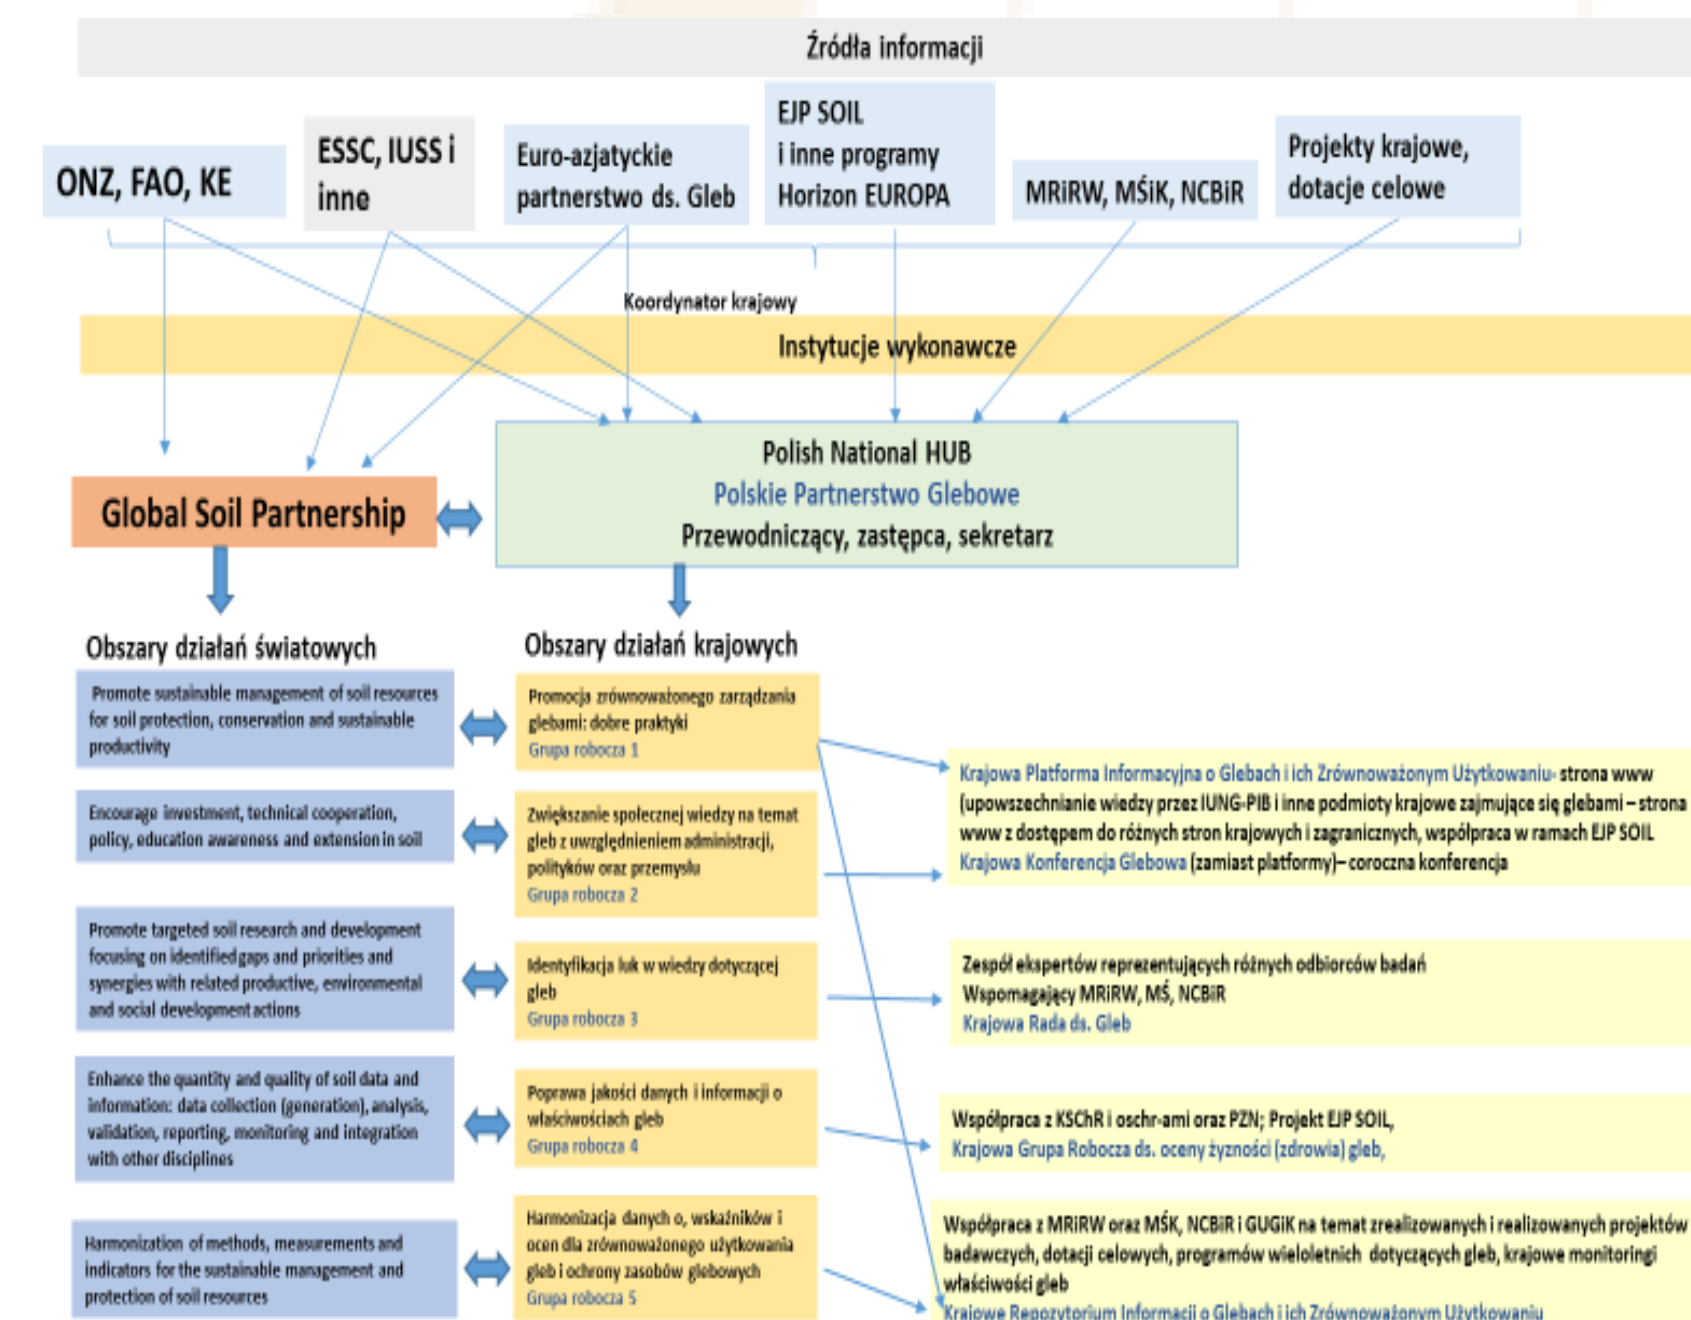 Źródła informacji
ONZ, FAO, KE
ESSC, IUSS i
inne
Euro-azjatyckie
partnerstwo ds. Gleb
EJP SOIL
i inne programy
Horizon EUROPA
MRiRW, MŚiK, NCBiR
Projekty krajowe,
dotacje celowe
Koordynator krajowy
Instytucje wykonawcze
Global Soil Partnership
Polish National HUB
Polskie Partnerstwo Glebowe
Przewodniczący, zastępca, sekretarz
Obszary działań światowych
Promote sustainable management of soil resources
for soil protection, conservation and sustainable
productivity
Encourage investment, technical cooperation,
policy, education awareness and extension in soil
Promote targeted soil research and development
focusing on identified gaps and priorities and
synergies with related productive, environmental
and social development actions
Enhance the quantity and quality of soil data and
information: data collection (generation), analysis,
validation, reporting, monitoring and integration
with other disciplines
Harmonization of methods, measurements and
indicators for the sustainable management and
protection of soil resources
Obszary działań krajowych
Promocja zrównoważonego zarządzania
glebami: dobre praktyki
Grupa robocza 1
Zwiększanie społecznej wiedzy na temat
gleb z uwzględnieniem administracji,
polityków oraz przemysłu
Grupa robocza 2
Identyfikacja luk w wiedzy dotyczącej
gleb
Grupa robocza 3
Poprawa jakości danych i informacji o
właściwościach gleb
Grupa robocza 4
Harmonizacja danych o, wskaźników i
ocen dla zrównoważonego użytkowania
gleb i ochrony zasobów glebowych
Grupa robocza 5
Krajowa Platforma Informacyjna o Glebach i ich Zrównoważonym Użytkowaniu- strona www
(upowszechnianie wiedzy przez IUNG-PIB i inne podmioty krajowe zajmujące się glebami – strona
www z dostępem do różnych stron krajowych i zagranicznych, współpraca w ramach EJP SOIL
Krajowa Konferencja Glebowa (zamiast platformy)– coroczna konferencja
Zespół ekspertów reprezentujących różnych odbiorców badań
Wspomagający MRiRW, MŚ, NCBiR
Krajowa Rada ds. Gleb
Współpraca z KSChR i oschr-ami oraz PZN; Projekt EJP SOIL,
Krajowa Grupa Robocza ds. oceny żyzności (zdrowia) gleb,
Współpraca z MRiRW oraz MŚK, NCBiR i GUGiK na temat zrealizowanych i realizowanych projektów
badawczych, dotacji celowych, programów wieloletnich dotyczących gleb, krajowe monitoringi
właściwości gleb
Krajowe Repozytorium Informacji o Glebach i ich Zrównoważonym Użytkowaniu